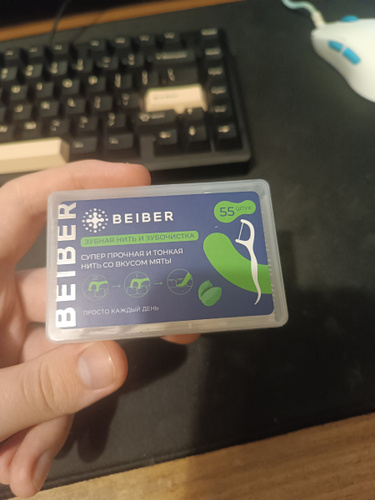 BEIBER
BEIBER
55 ШТУК
ЗУБНАЯ НИТЬ И ЗУБОЧИСТКА
СУПЕР ПРОЧНАЯ И ТОНКАЯ
НИТЬ СО ВКУСОМ МЯТЫ
ПРОСТО КАЖДЫЙ ДЕНЬ